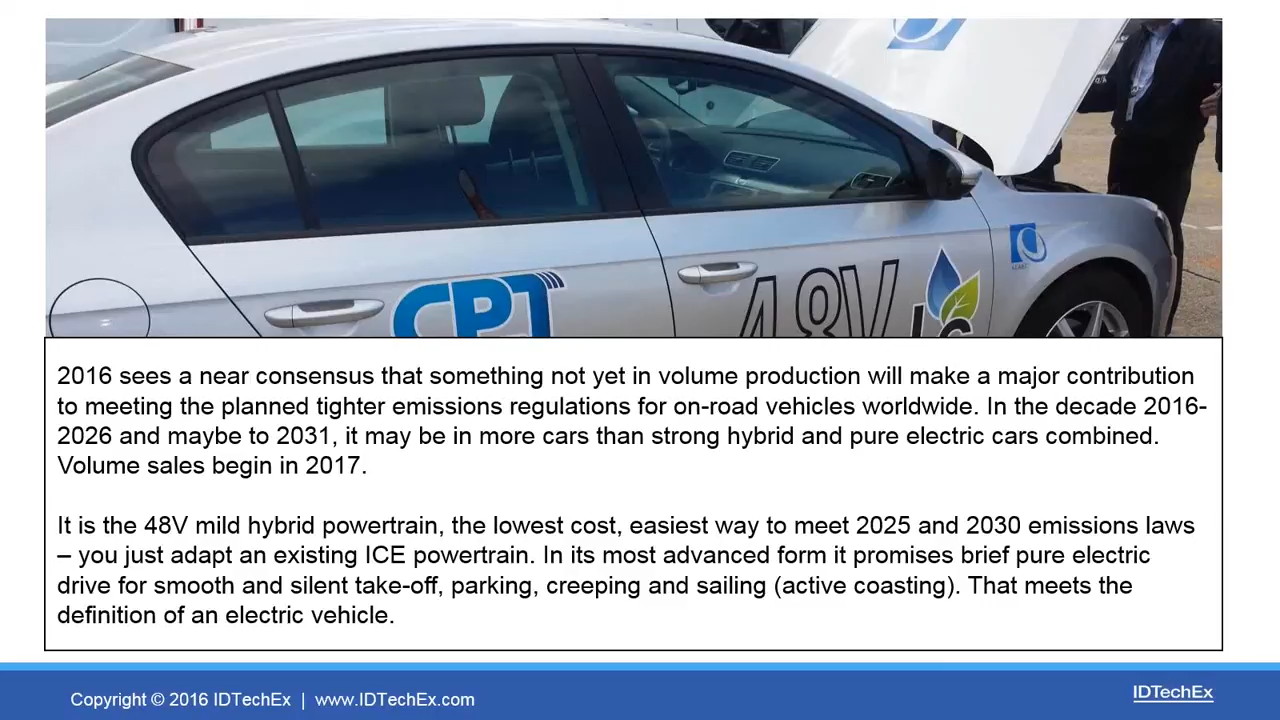 CPT
48V
LC
2016 sees a near consensus that something not yet in volume production will make a major contribution
to meeting the planned tighter emissions regulations for on-road vehicles worldwide. In the decade 2016-
2026 and maybe to 2031, it may be in more cars than strong hybrid and pure electric cars combined.
Volume sales begin in 2017.
It is the 48V mild hybrid powertrain, the lowest cost, easiest way to meet 2025 and 2030 emissions laws
– you just adapt an existing ICE powertrain. In its most advanced form it promises brief pure electric
drive for smooth and silent take-off, parking, creeping and sailing (active coasting). That meets the
definition of an electric vehicle.
Copyright © 2016 IDTechEx | www.IDTechEx.com
IDTechEx